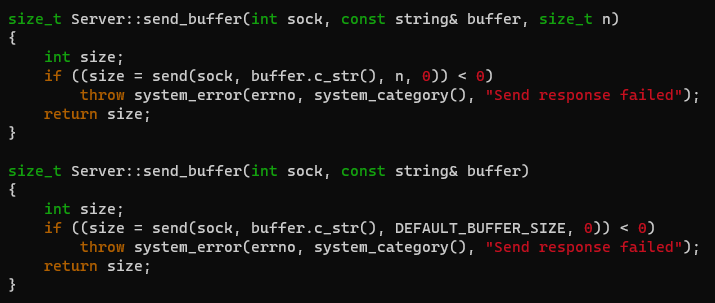 size_t Server::send_buffer(int sock, const string& buffer, size_t n)
{
    int size;
    if ((size = send(sock, buffer.c_str(), n, 0)) < 0)
        throw system_error(errno, system_category(), "Send response failed");
    return size;
}

size_t Server::send_buffer(int sock, const string& buffer)
{
    int size;
    if ((size = send(sock, buffer.c_str(), DEFAULT_BUFFER_SIZE, 0)) < 0)
        throw system_error(errno, system_category(), "Send response failed");
    return size;
}